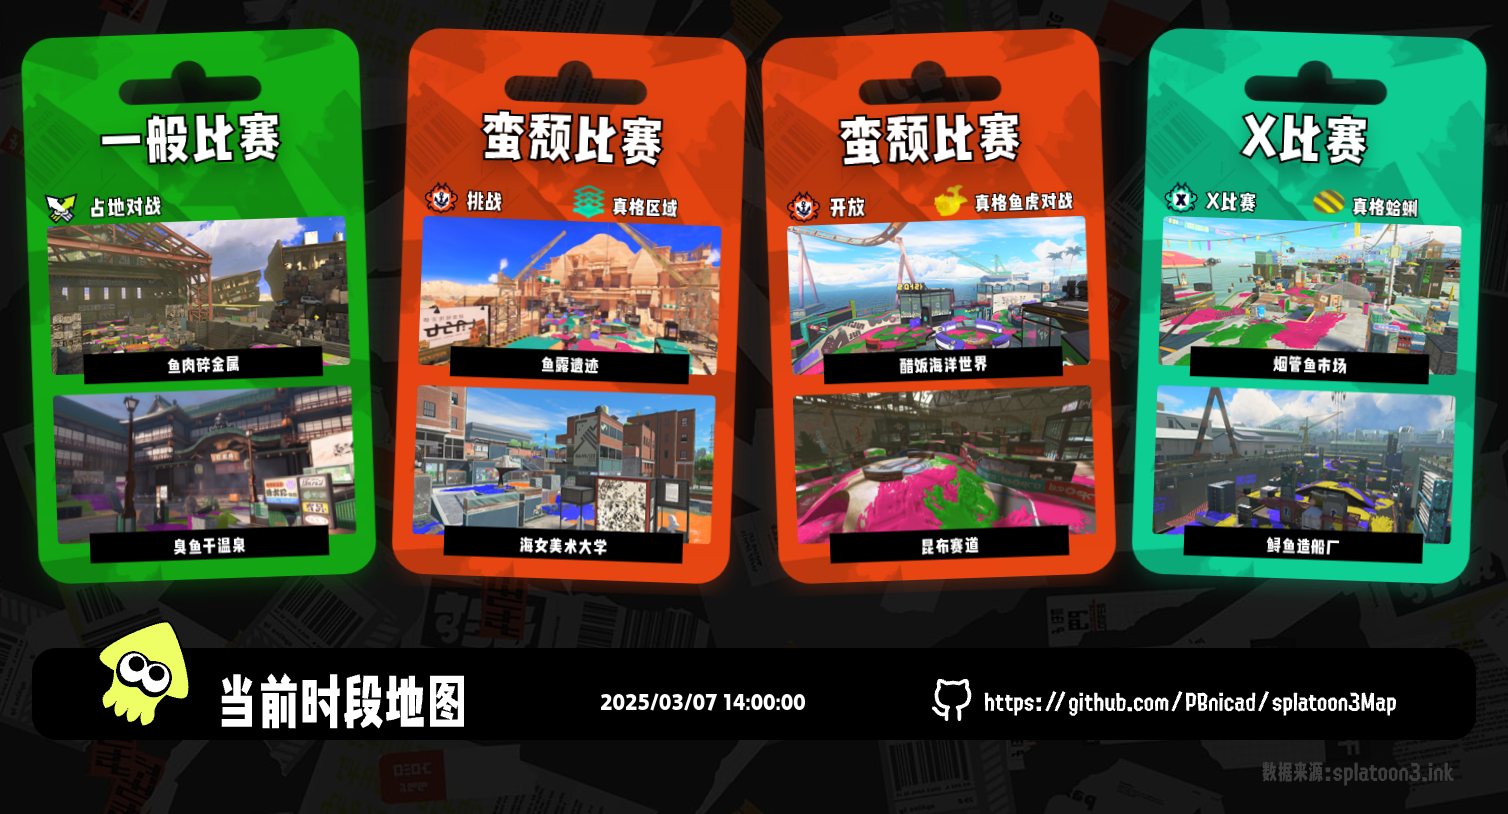 一般比赛
占地对战
鱼肉碎金属
臭鱼干温泉
蛮颓比赛
挑战
真格区域
鱼露遗迹
海女美术大学
蛮颓比赛
开放
真格鱼虎对战
醋饭海洋世界
昆布赛道
X比赛
X比赛
真格蛤蜊
烟管鱼市场
鲟鱼造船厂
当前时段地图
2025/03/07 14:00:00
https://github.com/PBnicad/splatoon3Map
数据来源:splatoon3.ink